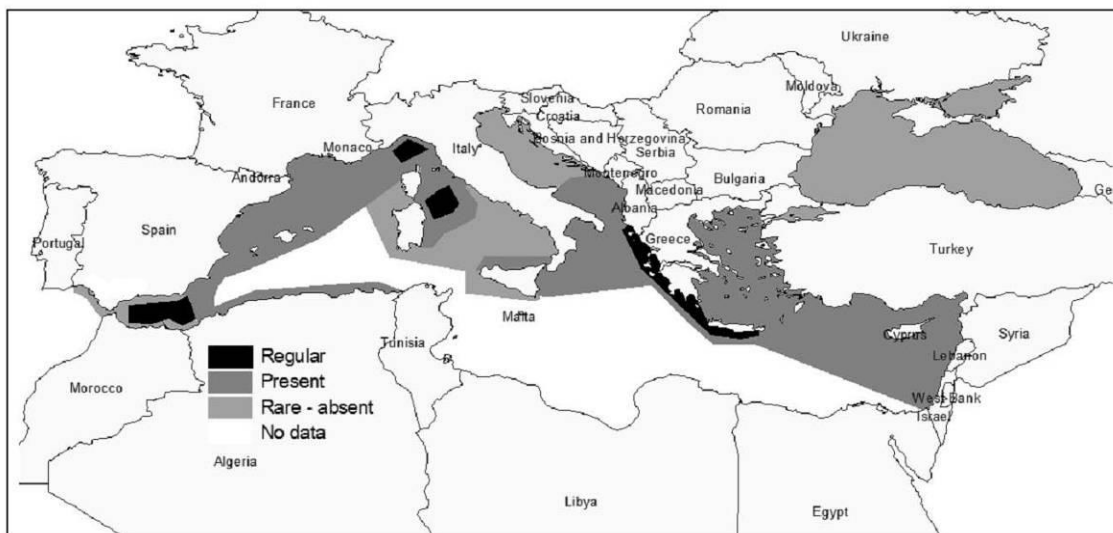 Ukraine
Moldova
France
Slovenia
Croatia
Romania
Bosnia and Herzegovina
Serbia
Monaco
Italy
Montenegro
Bulgaria
Andorra
Macedonia
Ge
Albania
Portugal
Spain
Greece
Turkey
Malta
Cyprus
Syria
Tunisia
Lebanon
Regular
Morocco
Present
West Bank
Rare - absent
Israel
No data
Algeria
Libya
Egypt